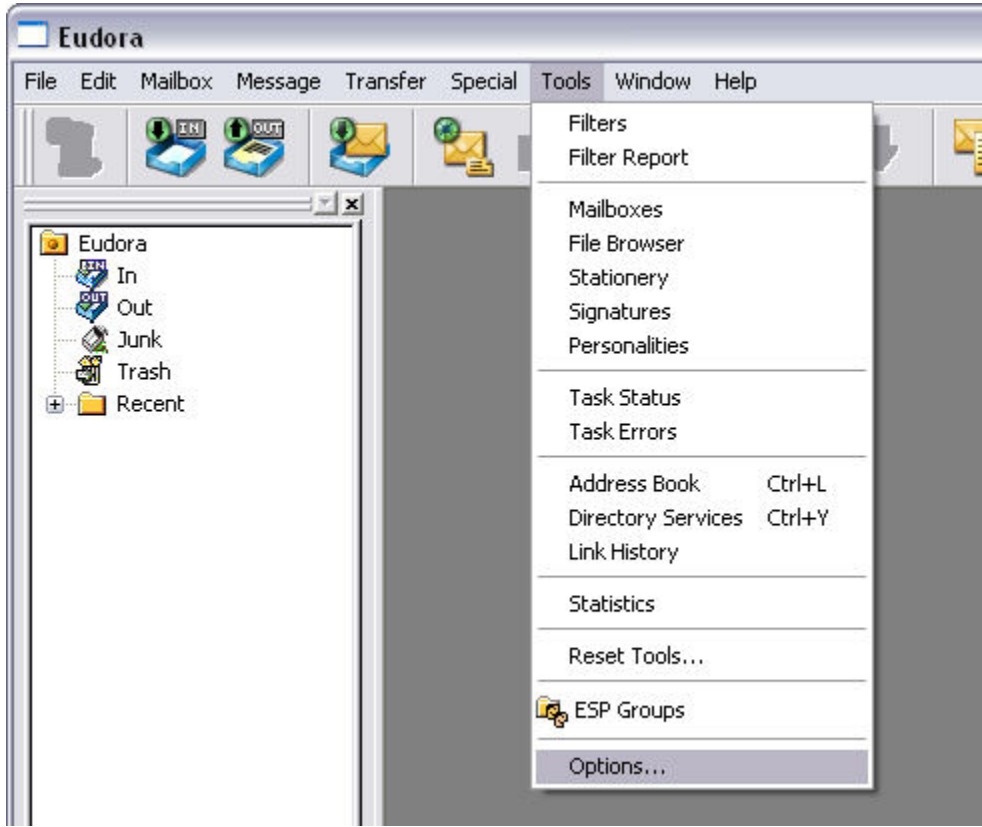 Eudora
File Edit Mailbox Message Transfer Special Tools Window Help
IN OUT
Eudora
In
Out
Junk
Trash
Recent
Filters
Filter Report
Mailboxes
File Browser
Stationery
Signatures
Personalities
Task Status
Task Errors
Address Book Ctrl+L
Directory Services Ctrl+Y
Link History
Statistics
Reset Tools...
ESP Groups
Options...